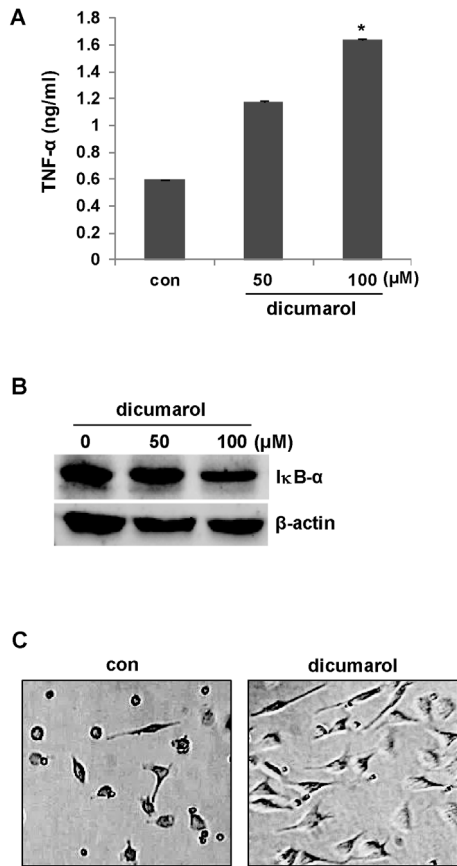 A
TNF-α (ng/ml)
1.8
1.6
1.4
1.2
1
0.8
0.6
0.4
0.2
0
*
con 50 100 (μM)
dicumarol
B
dicumarol
0 50 100 (μM)
IκB-α
β-actin
C
con dicumarol